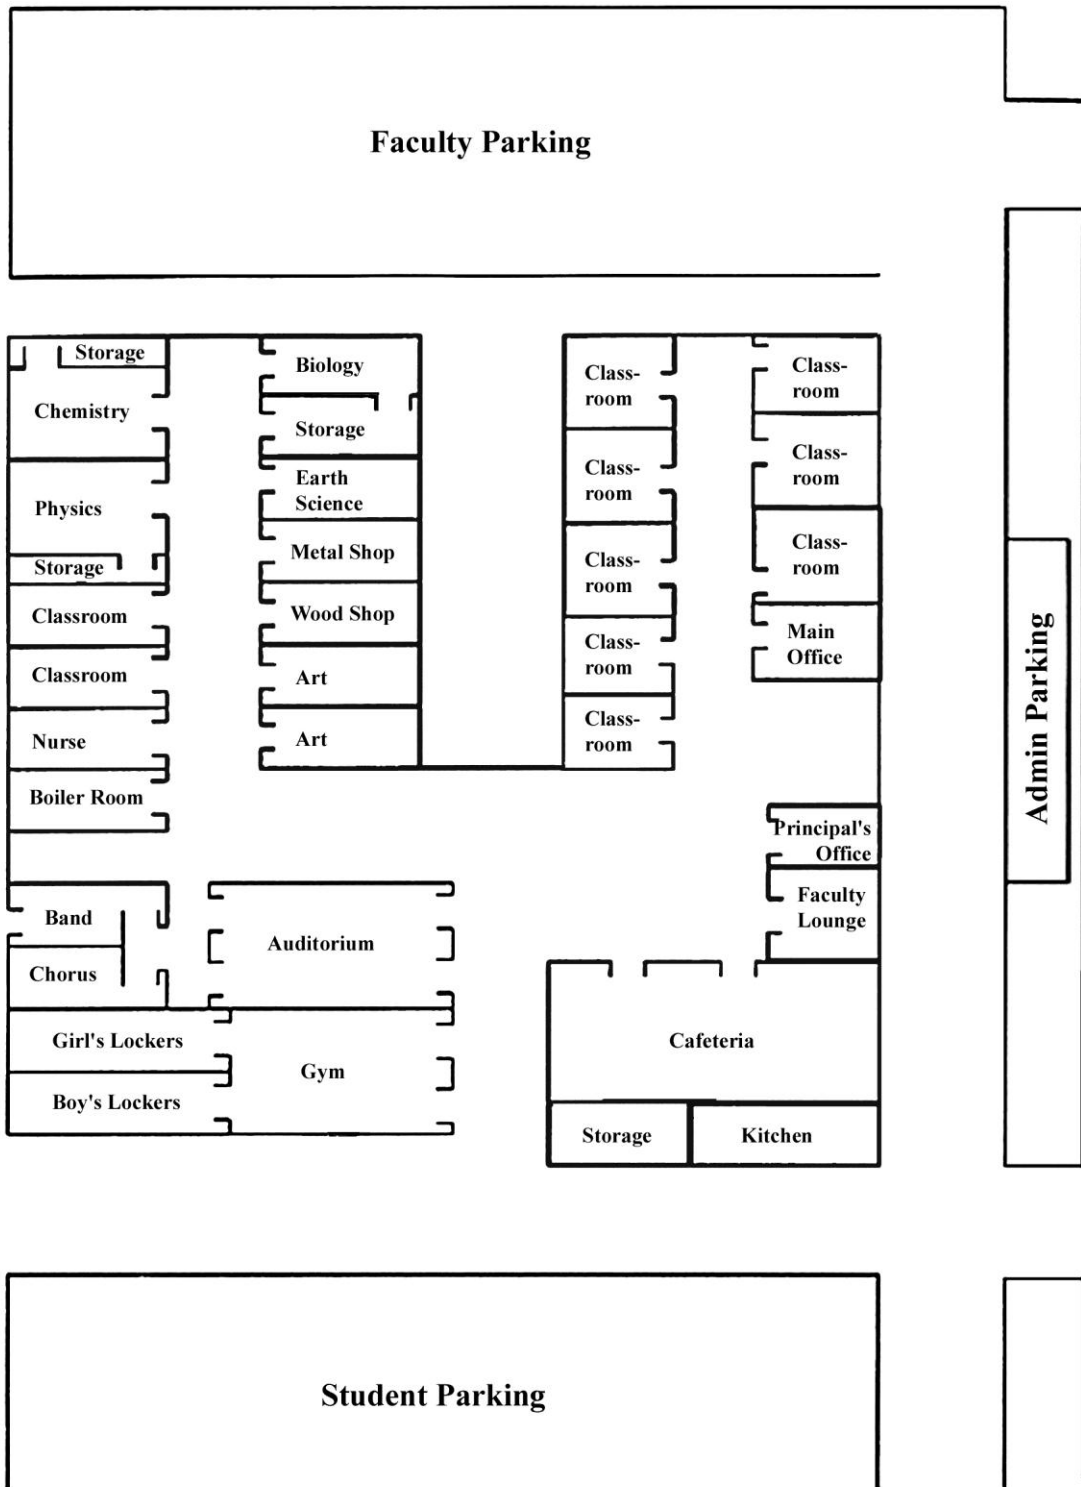 Faculty Parking
Storage
Chemistry
Physics
Storage
Classroom
Classroom
Nurse
Boiler Room
Biology
Storage
Earth
Science
Metal Shop
Wood Shop
Art
Art
Class-
room
Class-
room
Class-
room
Class-
room
Class-
room
Class-
room
Class-
room
Class-
room
Main
Office
Admin Parking
Principal's
Office
Faculty
Lounge
Band
Chorus
Auditorium
Girl's Lockers
Boy's Lockers
Gym
Cafeteria
Storage
Kitchen
Student Parking